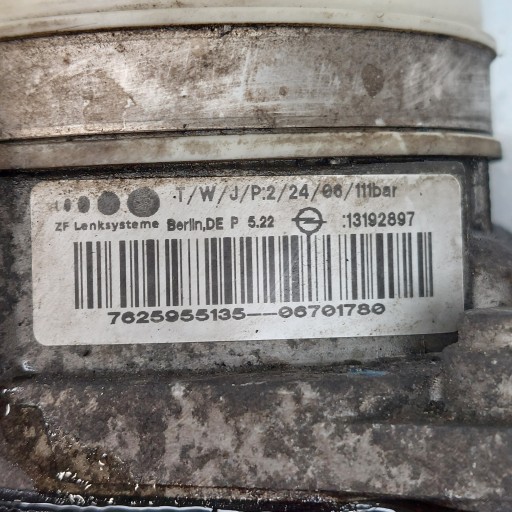 T/W/J/P:2/24/06/111bar
ZF Lenksysteme Berlin,DE P 5.22 :13192897
7625955135--06701780